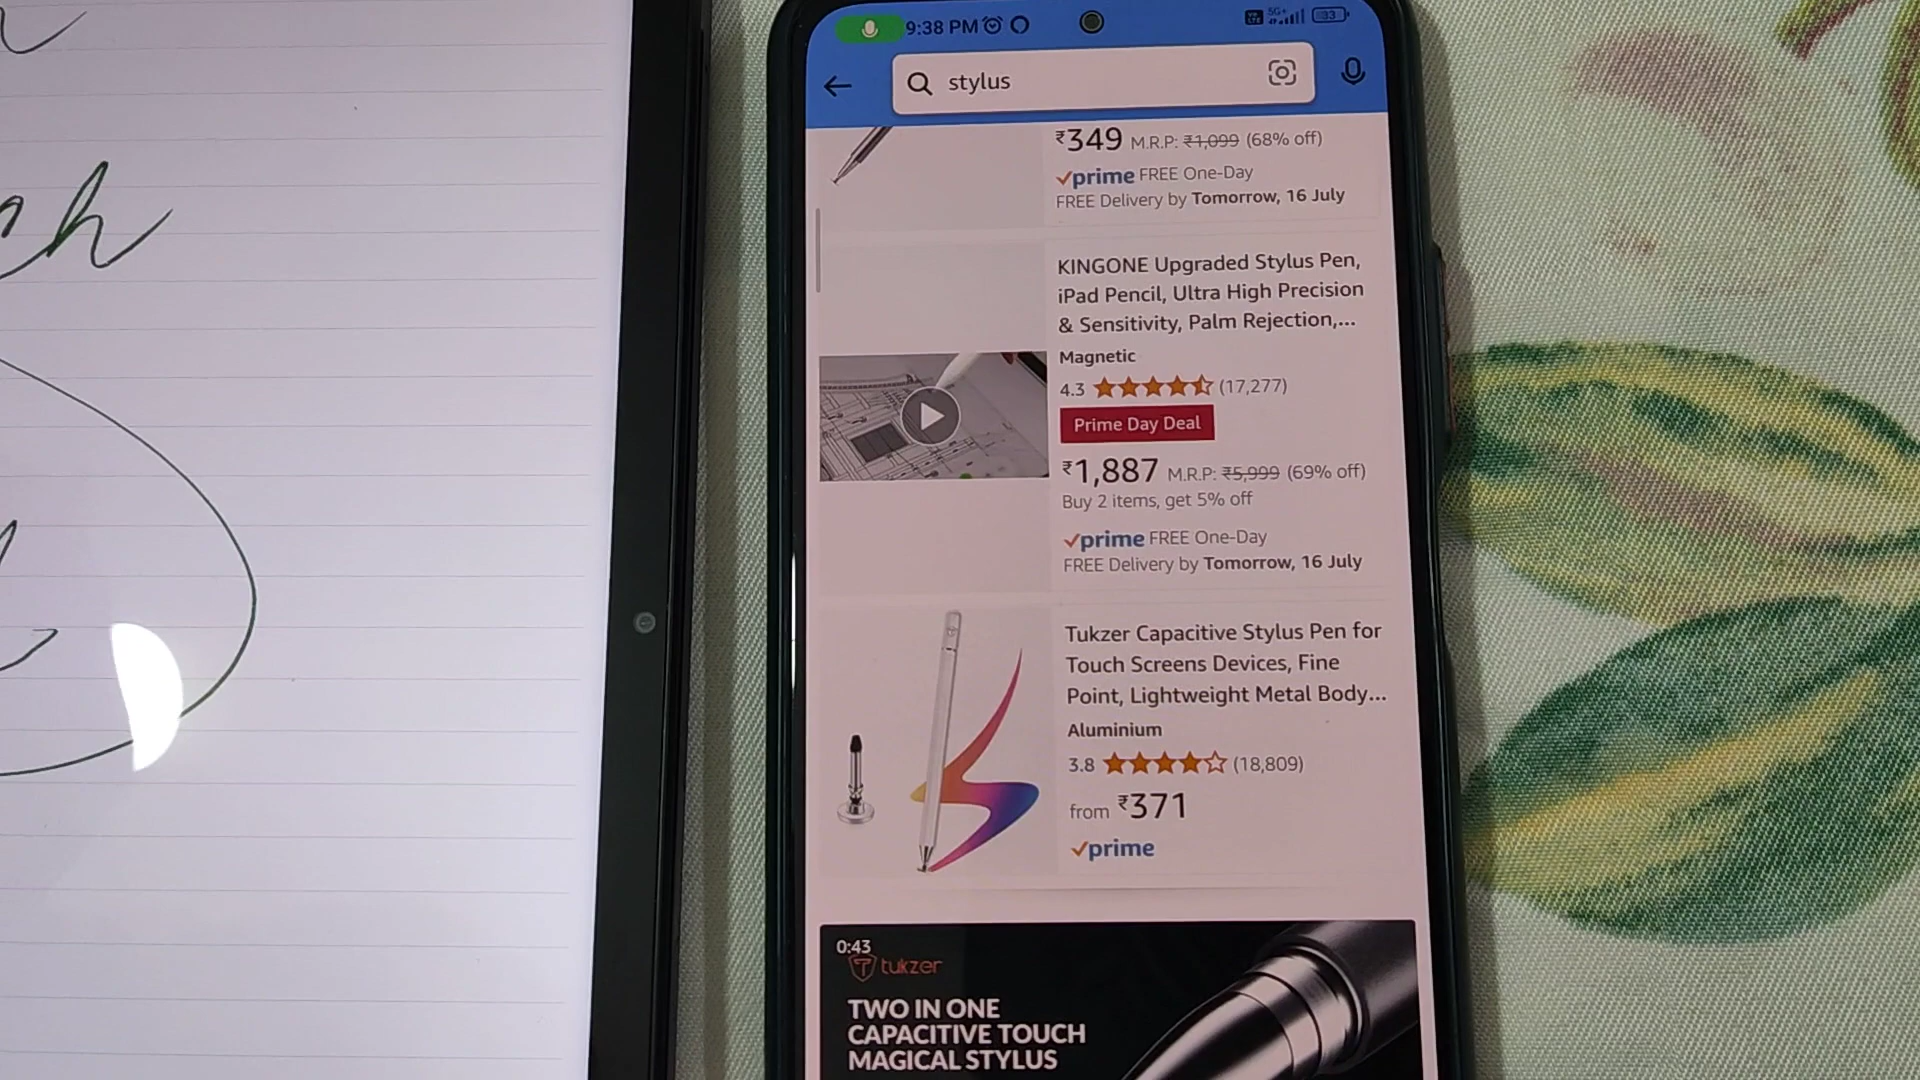 ch
9:38 PM
5G+
33
stylus
₹349 M.R.P: ₹1,099 (68% off)
prime FREE One-Day
FREE Delivery by Tomorrow, 16 July
KINGONE Upgraded Stylus Pen,
iPad Pencil, Ultra High Precision
& Sensitivity, Palm Rejection,...
Magnetic
4.3 (17,277)
Prime Day Deal
₹1,887 M.R.P: ₹5,999 (69% off)
Buy 2 items, get 5% off
prime FREE One-Day
FREE Delivery by Tomorrow, 16 July
Tukzer Capacitive Stylus Pen for
Touch Screens Devices, Fine
Point, Lightweight Metal Body...
Aluminium
3.8 (18,809)
from ₹371
prime
0:43
tukzer
TWO IN ONE
CAPACITIVE TOUCH
MAGICAL STYLUS